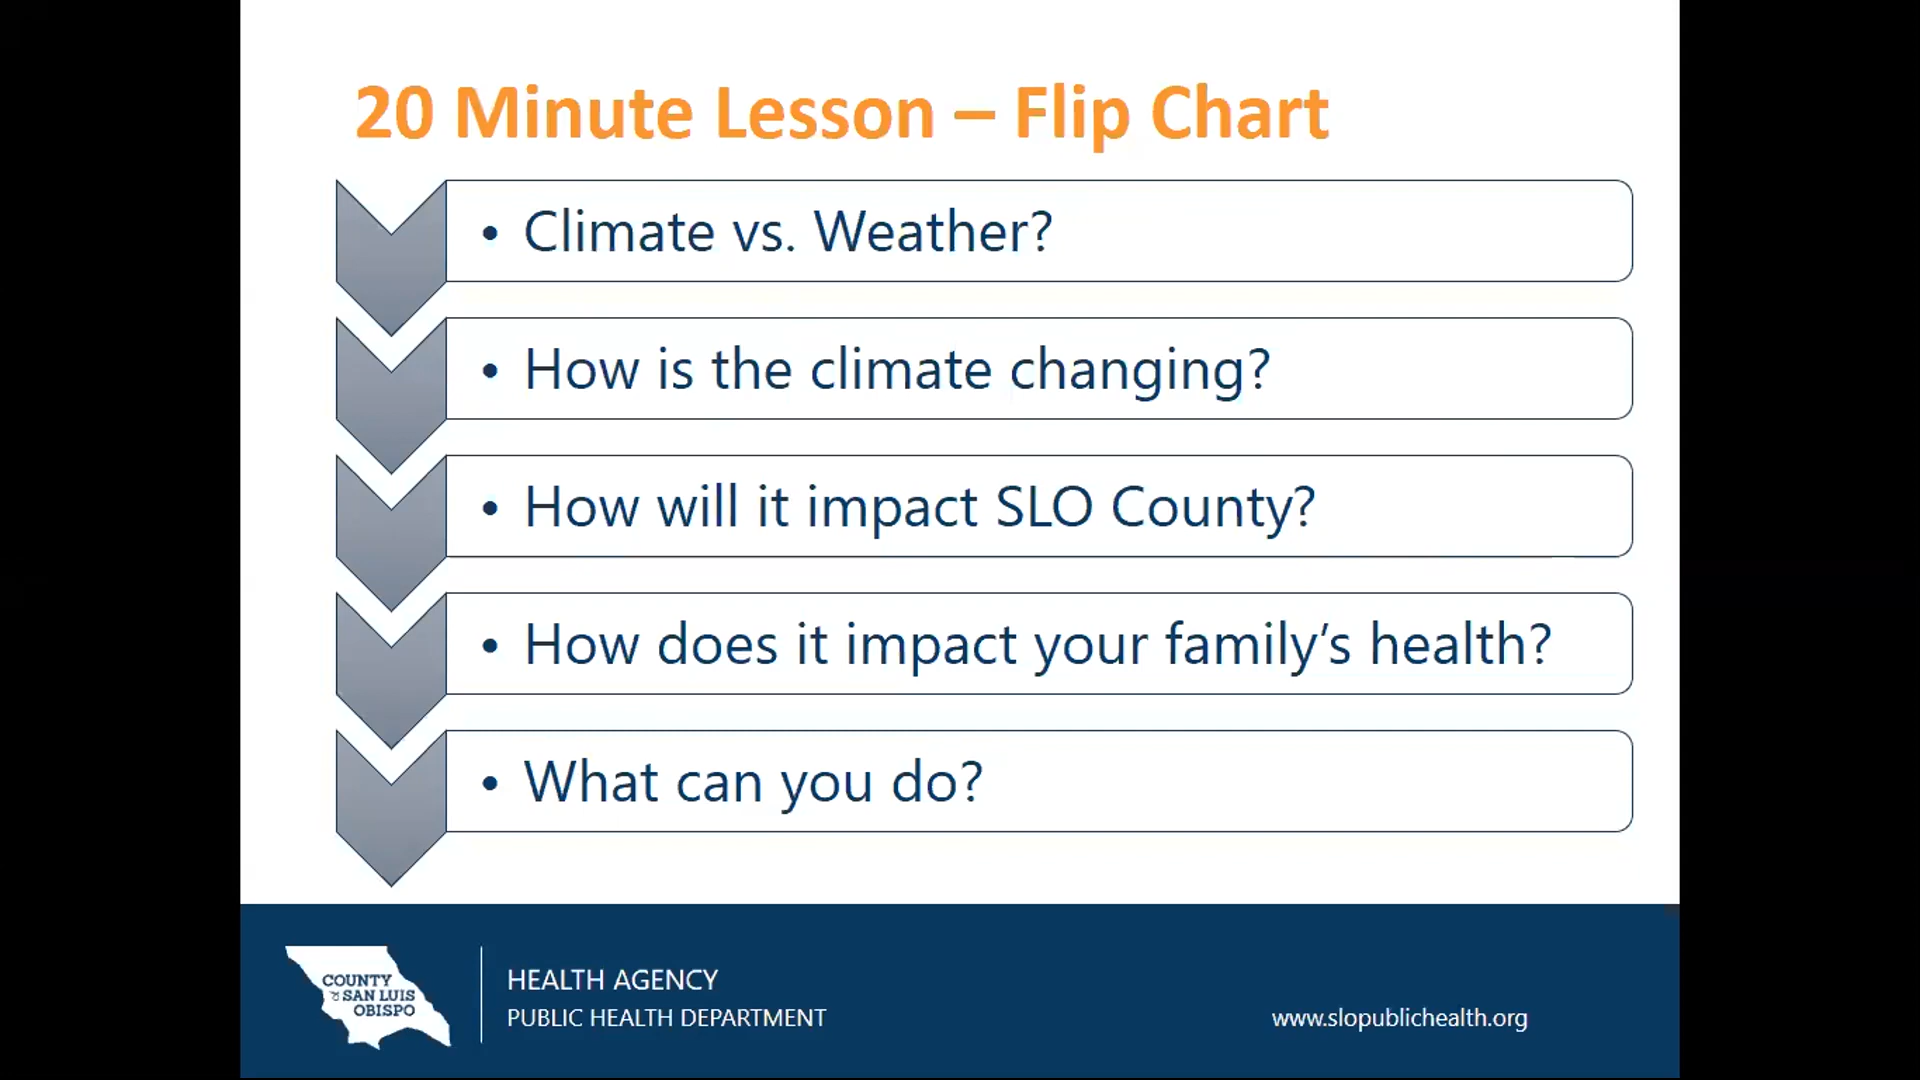 20 Minute Lesson – Flip Chart
• Climate vs. Weather?
• How is the climate changing?
• How will it impact SLO County?
• How does it impact your family’s health?
• What can you do?
COUNTY
OF SAN LUIS
OBISPO
HEALTH AGENCY
PUBLIC HEALTH DEPARTMENT
www.slopublichealth.org